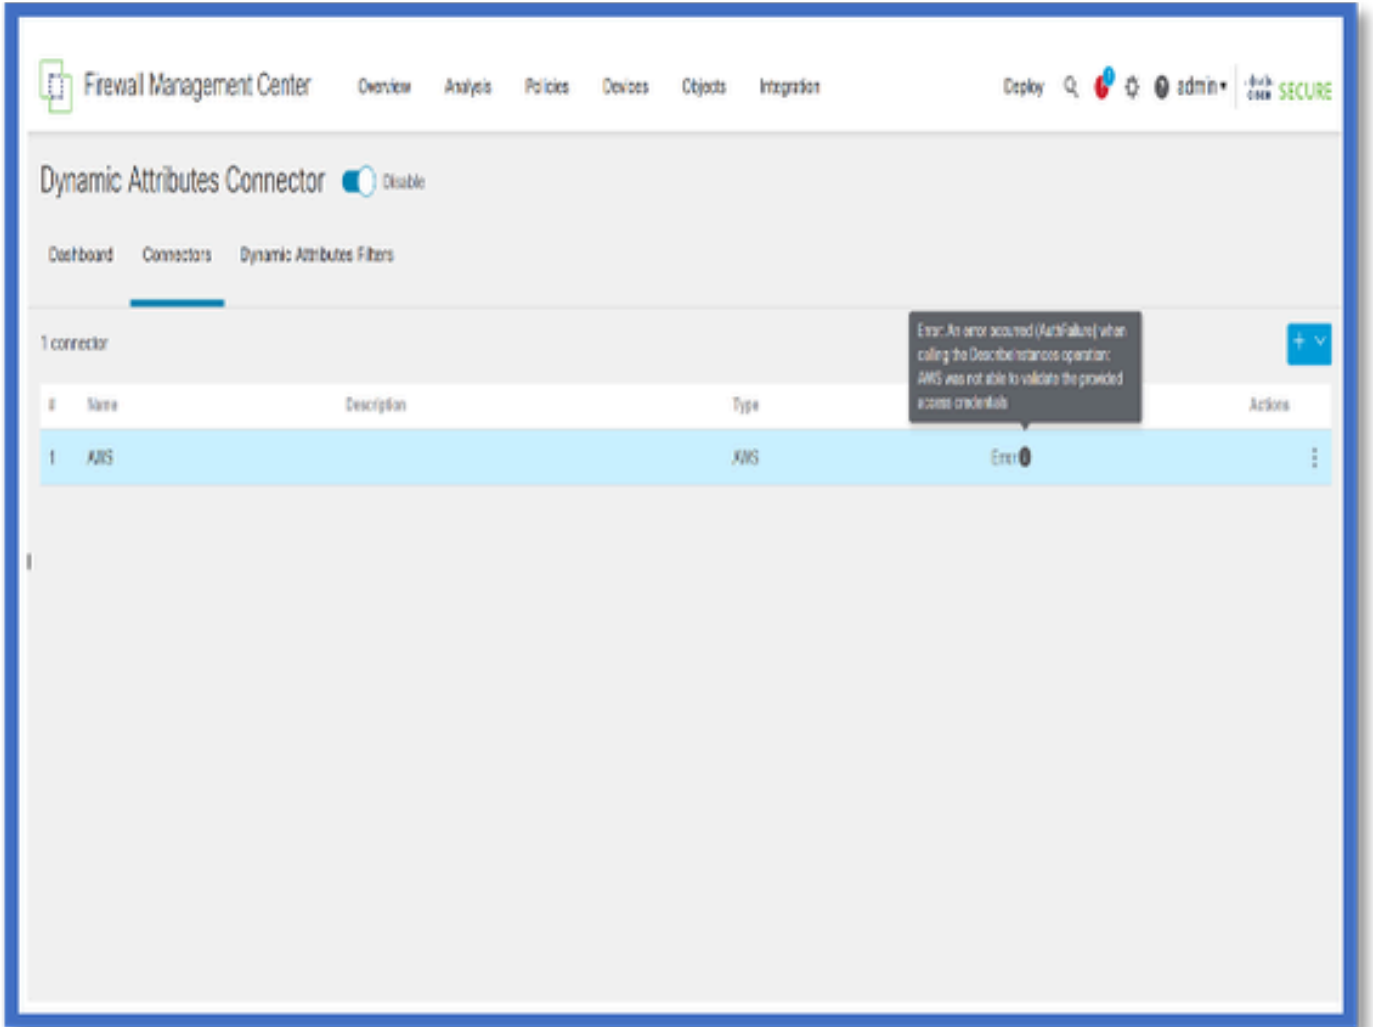 Firewall Management Center
Overview Analysis Policies Devices Objects Integration
Deploy admin
CISCO SECURE
Dynamic Attributes Connector Disable
Dashboard Connectors Dynamic Attributes Filters
1 connector
Error: An error occurred (AuthFailure) when
calling the DescribeInstances operation:
AWS was not able to validate the provided
access credentials
# Name Description Type Actions
1 AWS AWS Error